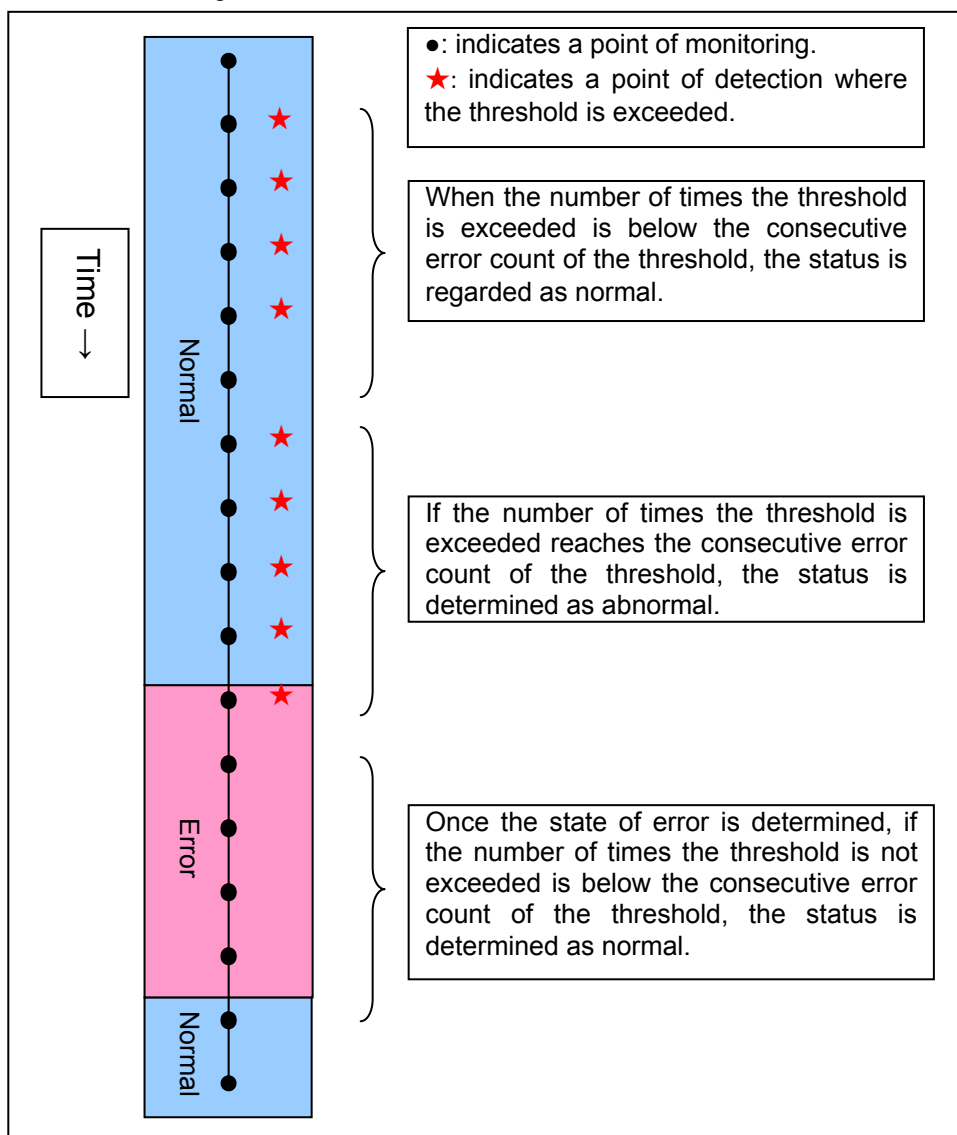 ●: indicates a point of monitoring.
★: indicates a point of detection where
the threshold is exceeded.
When the number of times the threshold
is exceeded is below the consecutive
error count of the threshold, the status is
regarded as normal.
Time →
Normal
If the number of times the threshold is
exceeded reaches the consecutive error
count of the threshold, the status is
determined as abnormal.
Error
Once the state of error is determined, if
the number of times the threshold is not
exceeded is below the consecutive error
count of the threshold, the status is
determined as normal.
Normal